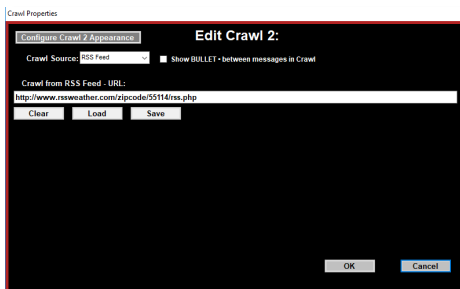 Crawl Properties
Configure Crawl 2 Appearance
Edit Crawl 2:
Crawl Source: RSS Feed
Show BULLET • between messages in Crawl
Crawl from RSS Feed - URL:
http://www.rssweather.com/zipcode/55114/rss.php
Clear Load Save
OK Cancel